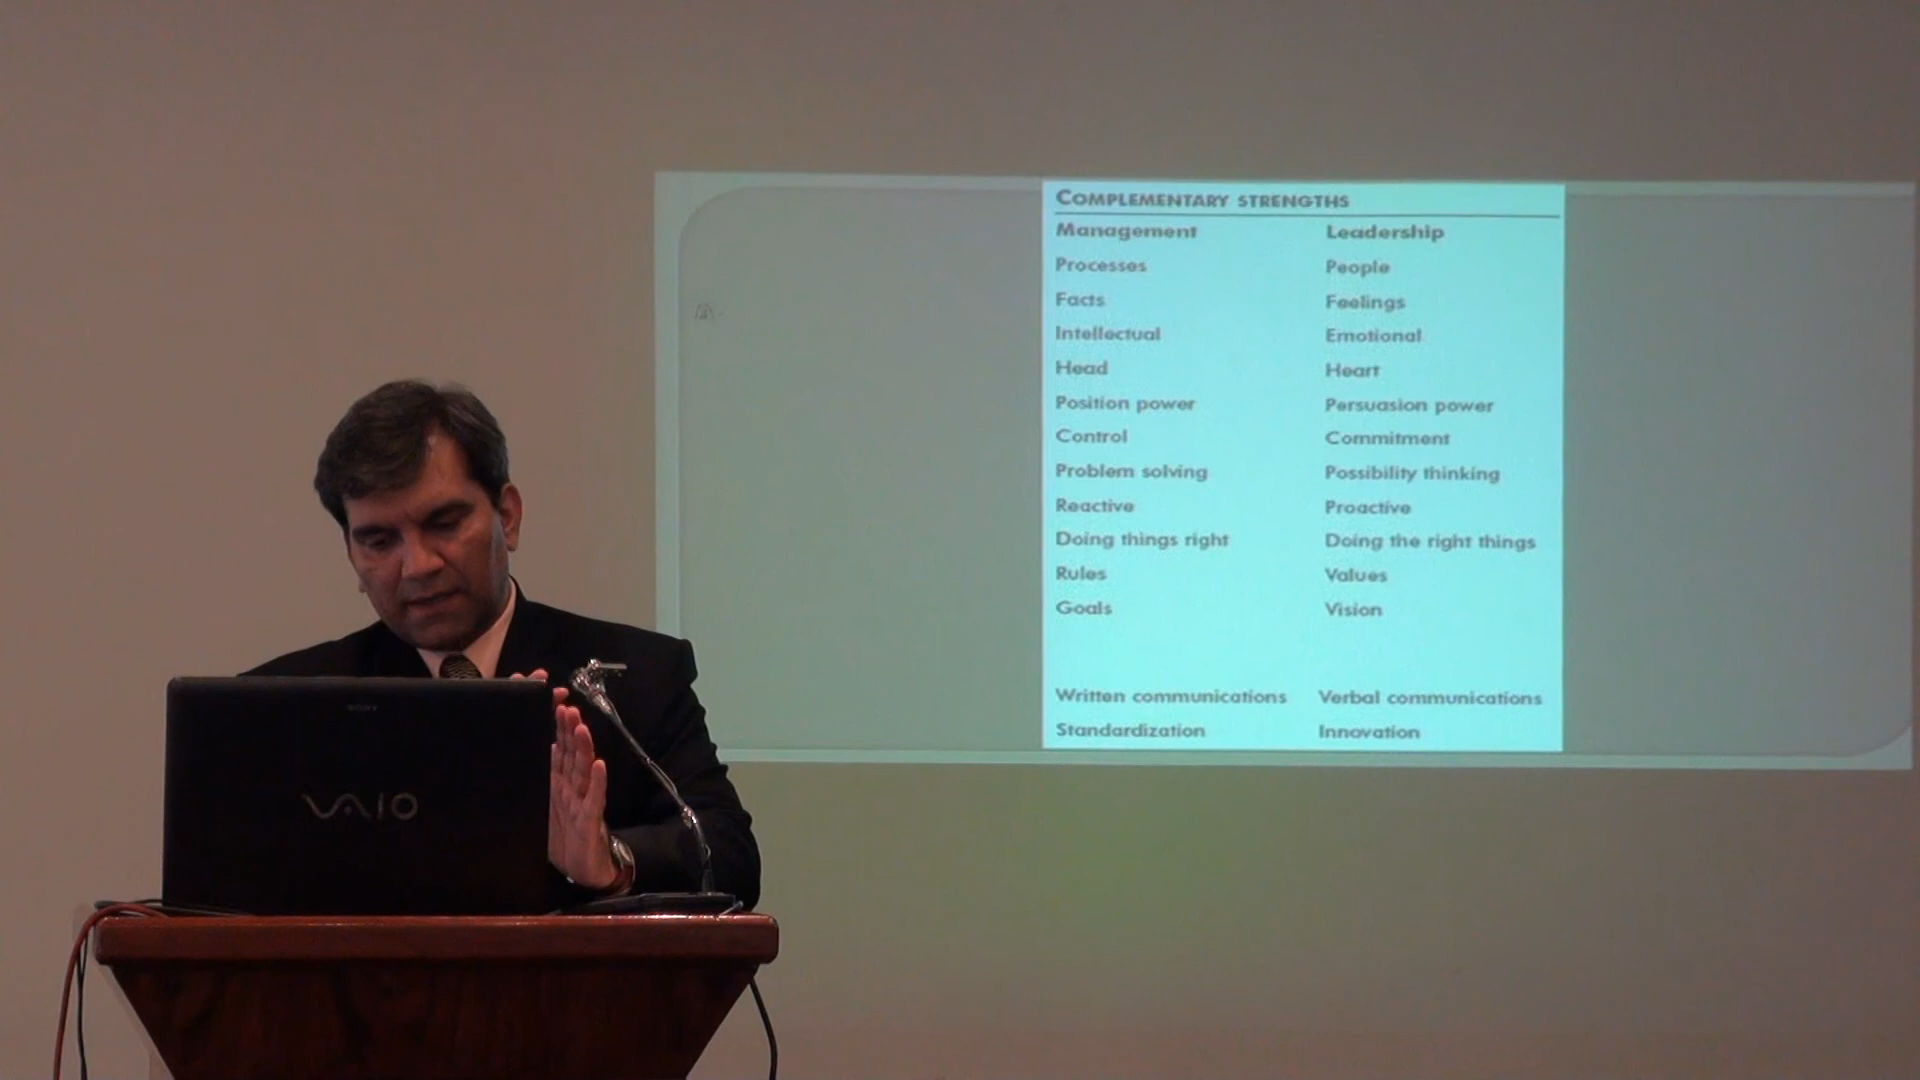 COMPLEMENTARY STRENGTHS
Management Leadership
Processes People
Facts Feelings
Intellectual Emotional
Head Heart
Position power Persuasion power
Control Commitment
Problem solving Possibility thinking
Reactive Proactive
Doing things right Doing the right things
Rules Values
Goals Vision
Written communications Verbal communications
Standardization Innovation
SONY
VAIO